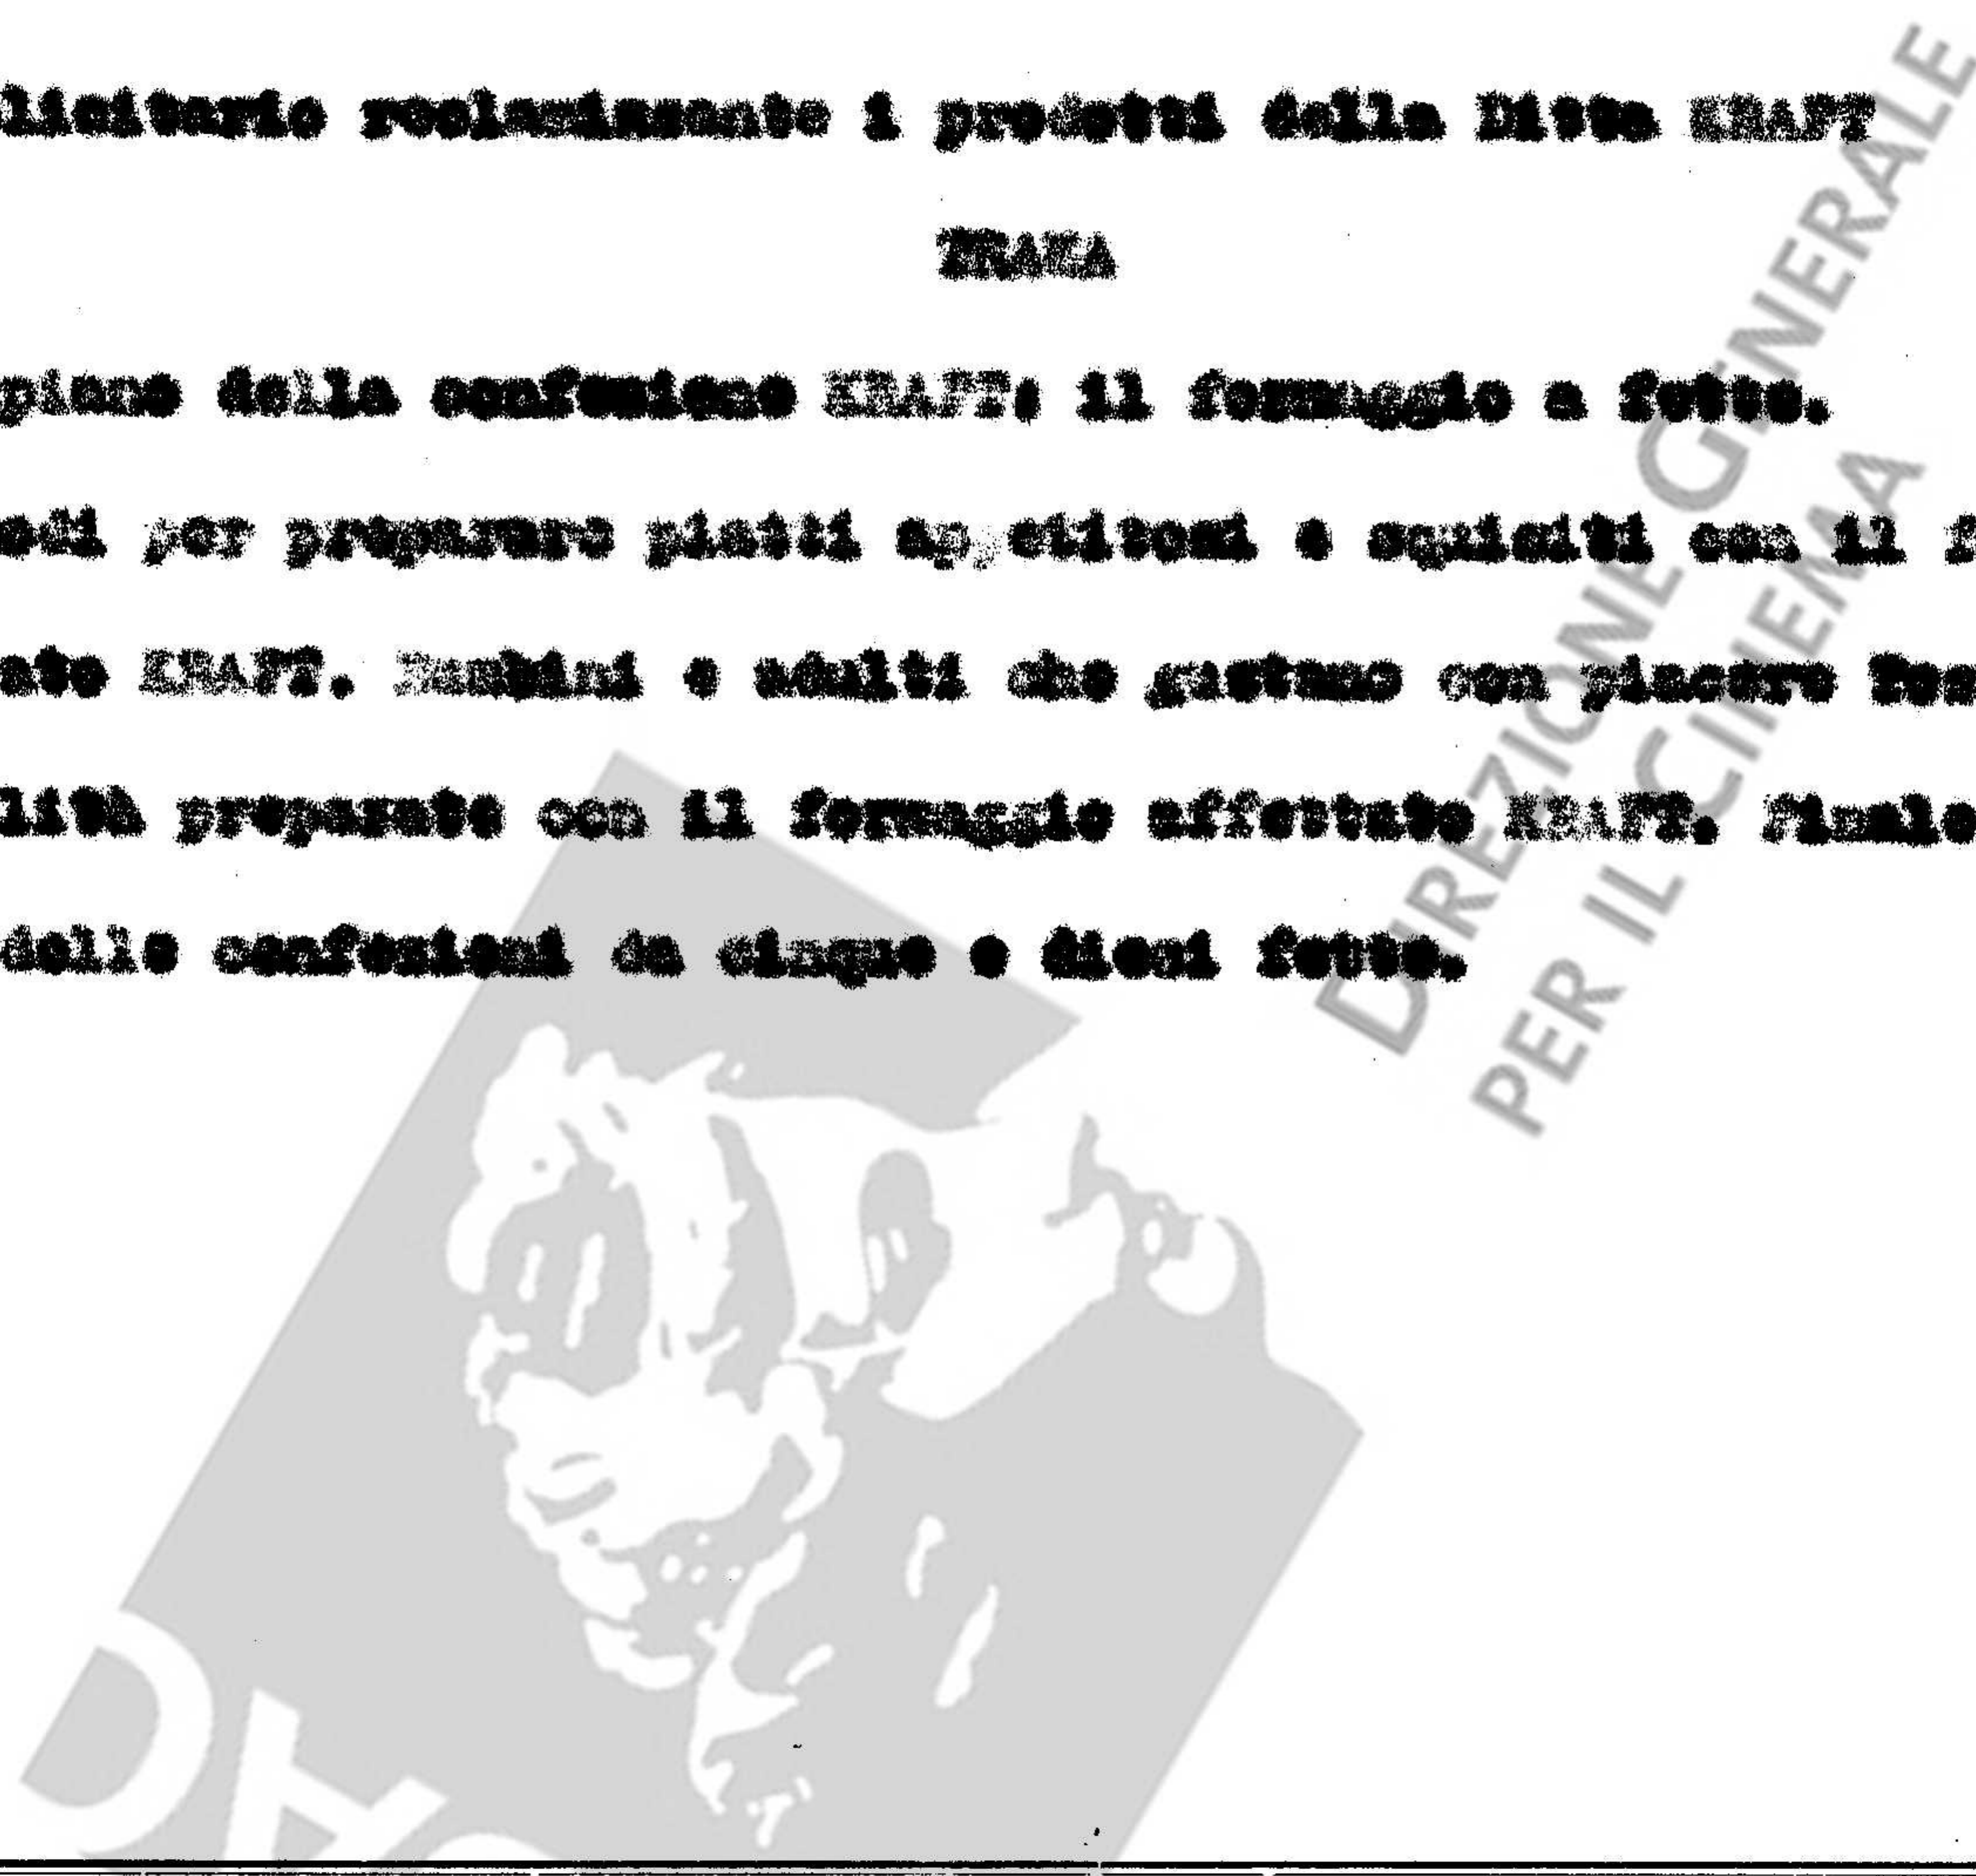 licitario reclamizzante i prodotti della Ditta KRAFT
TRAMA
piano della confezione KRAFT: il formaggio a fette.
odi per preparare piatti appetitosi e squisiti con il f
ato KRAFT. Bambini e adulti che gustano con piacere
lità preparate con il formaggio affettato KRAFT. Finale
delle confezioni da cinque e dieci fette.
DIREZIONE GENERALE
PER IL CINEMA